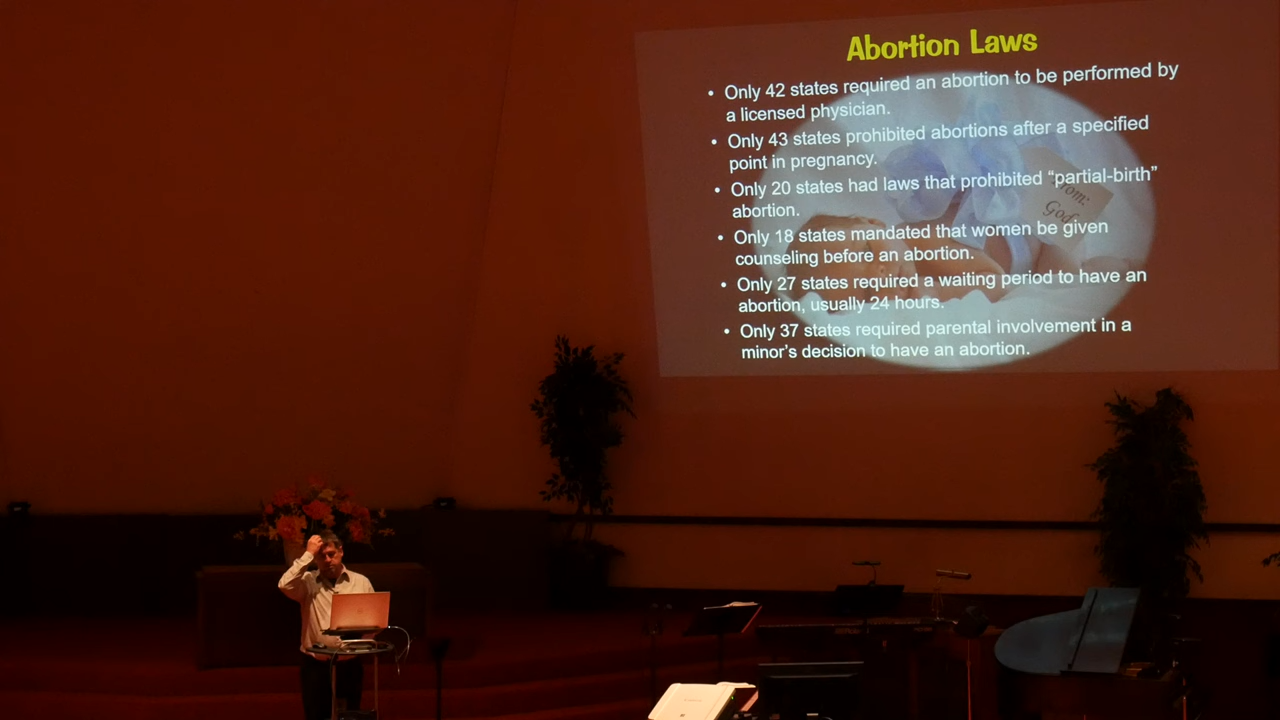 Abortion Laws
• Only 42 states required an abortion to be performed by
a licensed physician.
• Only 43 states prohibited abortions after a specified
point in pregnancy.
• Only 20 states had laws that prohibited “partial-birth”
abortion.
• Only 18 states mandated that women be given
counseling before an abortion.
• Only 27 states required a waiting period to have an
abortion, usually 24 hours.
• Only 37 states required parental involvement in a
minor's decision to have an abortion.
From:
God